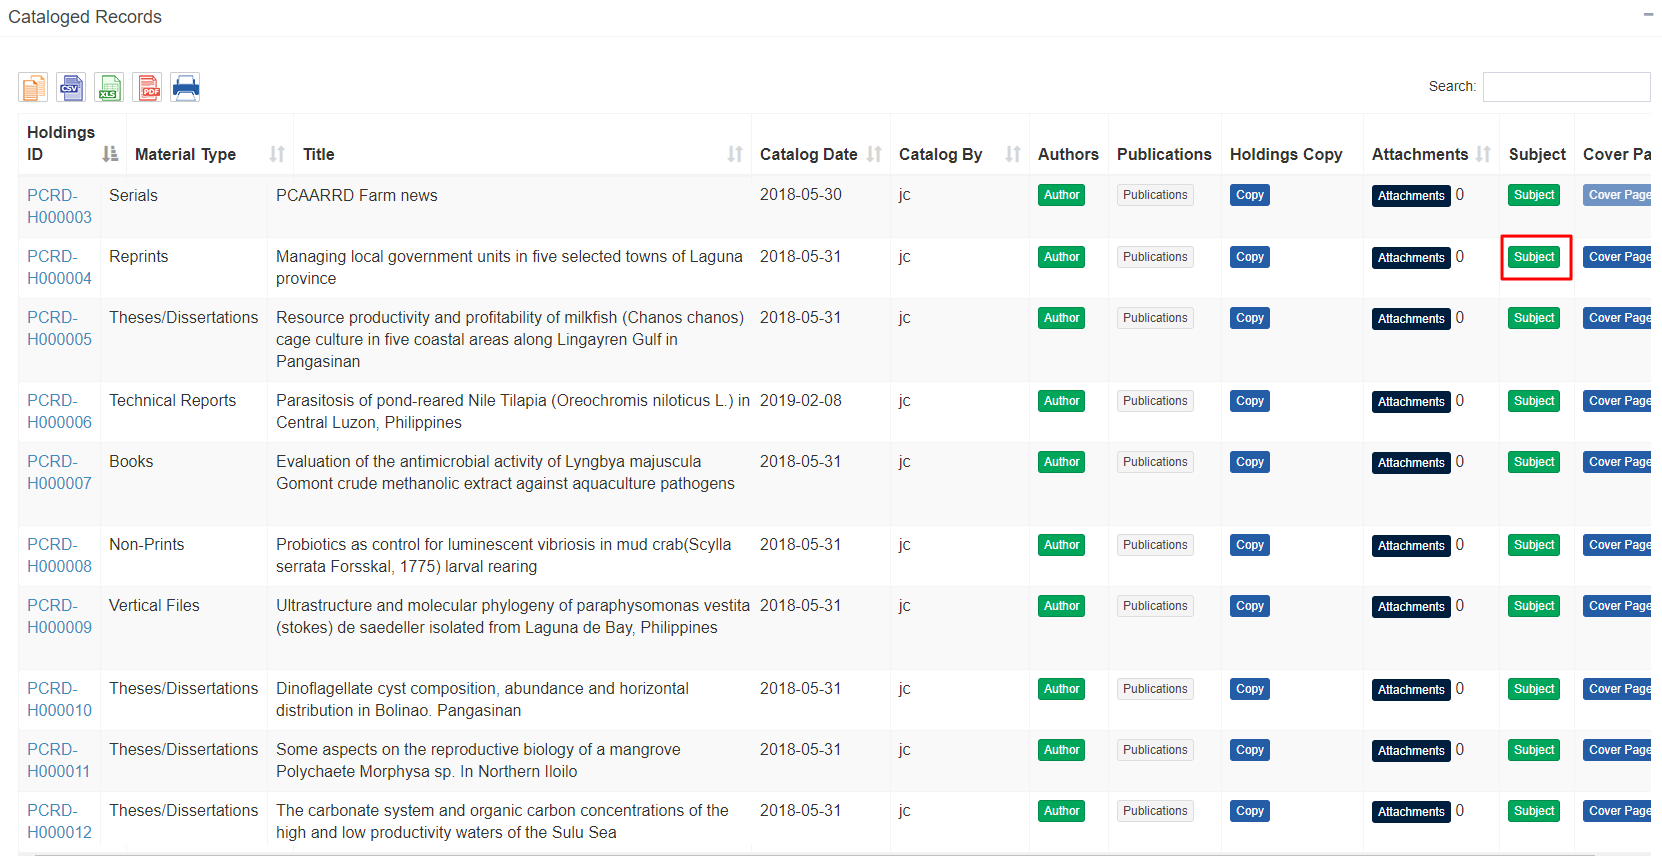 Cataloged Records
CSV
XLS
PDF
Search:
Holdings ID Material Type Title Catalog Date Catalog By Authors Publications Holdings Copy Attachments Subject Cover Pa
PCRD- Serials PCAARRD Farm news 2018-05-30 jc Author Publications Copy Attachments 0 Subject Cover Page
H000003
PCRD- Reprints Managing local government units in five selected towns of Laguna 2018-05-31 jc Author Publications Copy Attachments 0 Subject Cover Page
H000004 province
PCRD- Theses/Dissertations Resource productivity and profitability of milkfish (Chanos chanos) 2018-05-31 jc Author Publications Copy Attachments 0 Subject Cover Page
H000005 cage culture in five coastal areas along Lingayren Gulf in
Pangasinan
PCRD- Technical Reports Parasitosis of pond-reared Nile Tilapia (Oreochromis niloticus L.) in 2019-02-08 jc Author Publications Copy Attachments 0 Subject Cover Page
H000006 Central Luzon, Philippines
PCRD- Books Evaluation of the antimicrobial activity of Lyngbya majuscula 2018-05-31 jc Author Publications Copy Attachments 0 Subject Cover Page
H000007 Gomont crude methanolic extract against aquaculture pathogens
PCRD- Non-Prints Probiotics as control for luminescent vibriosis in mud crab(Scylla 2018-05-31 jc Author Publications Copy Attachments 0 Subject Cover Page
H000008 serrata Forsskal, 1775) larval rearing
PCRD- Vertical Files Ultrastructure and molecular phylogeny of paraphysomonas vestita 2018-05-31 jc Author Publications Copy Attachments 0 Subject Cover Page
H000009 (stokes) de saedeller isolated from Laguna de Bay, Philippines
PCRD- Theses/Dissertations Dinoflagellate cyst composition, abundance and horizontal 2018-05-31 jc Author Publications Copy Attachments 0 Subject Cover Page
H000010 distribution in Bolinao. Pangasinan
PCRD- Theses/Dissertations Some aspects on the reproductive biology of a mangrove 2018-05-31 jc Author Publications Copy Attachments 0 Subject Cover Page
H000011 Polychaete Morphysa sp. In Northern Iloilo
PCRD- Theses/Dissertations The carbonate system and organic carbon concentrations of the 2018-05-31 jc Author Publications Copy Attachments 0 Subject Cover Page
H000012 high and low productivity waters of the Sulu Sea